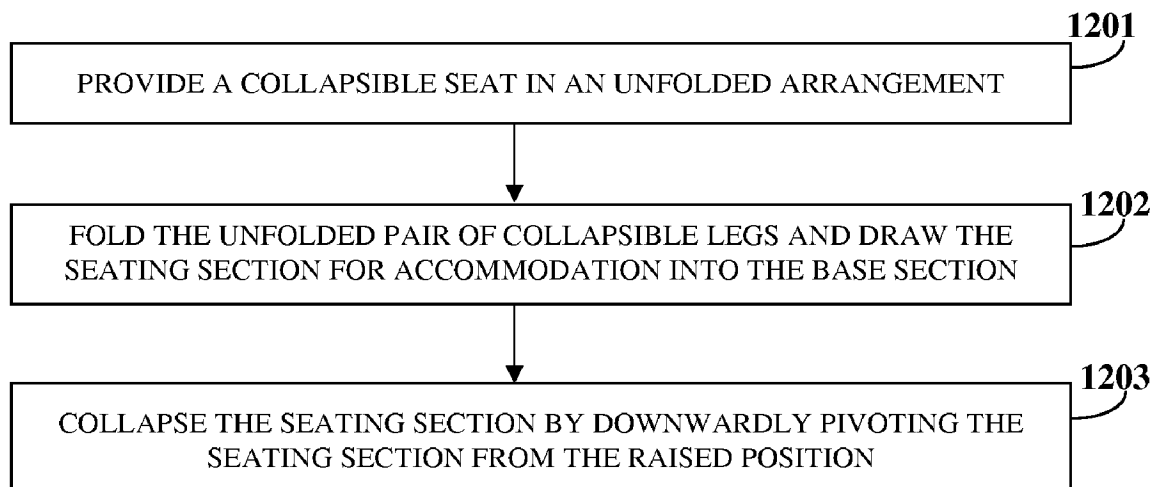 1201
PROVIDE A COLLAPSIBLE SEAT IN AN UNFOLDED ARRANGEMENT
1202
FOLD THE UNFOLDED PAIR OF COLLAPSIBLE LEGS AND DRAW THE
SEATING SECTION FOR ACCOMMODATION INTO THE BASE SECTION
1203
COLLAPSE THE SEATING SECTION BY DOWNWARDLY PIVOTING THE
SEATING SECTION FROM THE RAISED POSITION